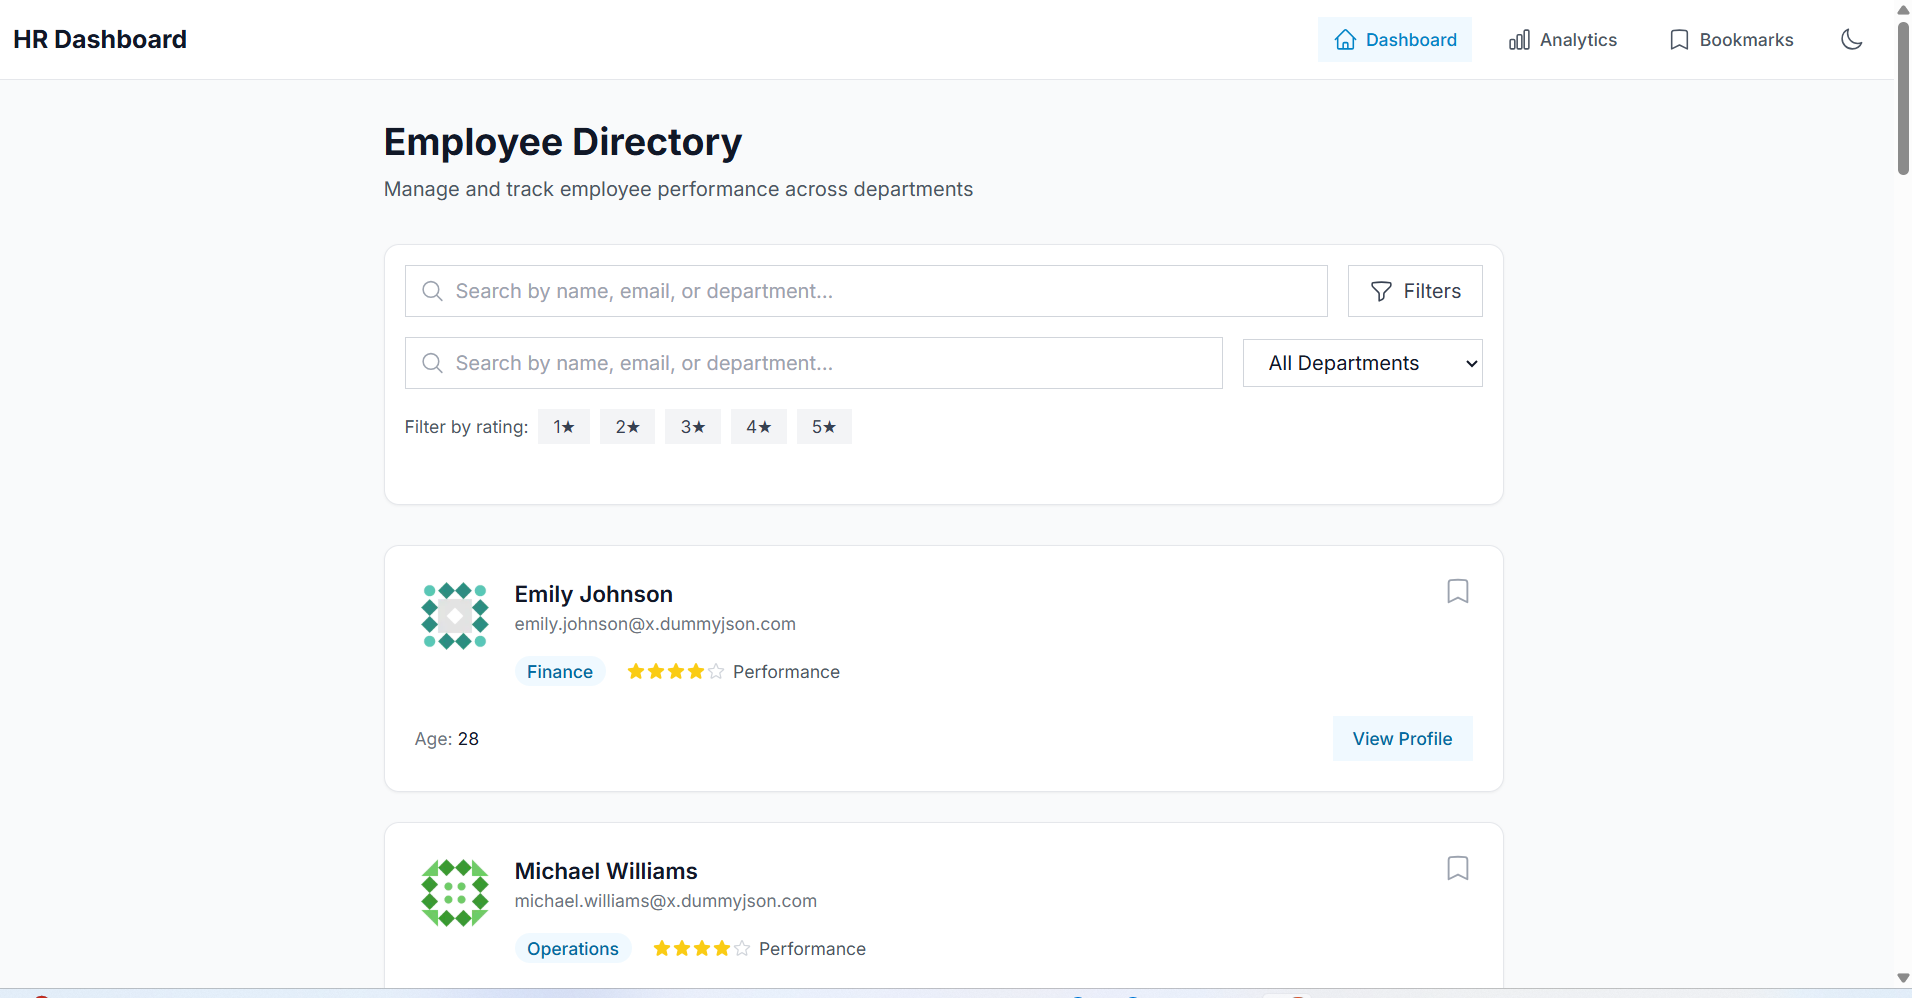 HR Dashboard
Dashboard
Analytics
Bookmarks
Employee Directory
Manage and track employee performance across departments
Search by name, email, or department...
Filters
Search by name, email, or department...
All Departments
Filter by rating: 1★ 2★ 3★ 4★ 5★
Emily Johnson
emily.johnson@x.dummyjson.com
Finance
Performance
Age: 28
View Profile
Michael Williams
michael.williams@x.dummyjson.com
Operations
Performance